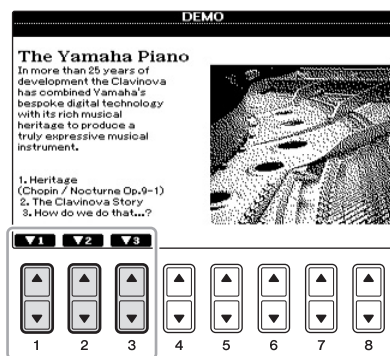 DEMO
The Yamaha Piano
In more than 25 years of
development the Clavinova
has combined Yamaha's
bespoke digital technology
with its rich musical
heritage to produce a
truly expressive musical
instrument.
1. Heritage
(Chopin / Nocturne Op.9-1)
2. The Clavinova Story
3. How do we do that...?
▼1 ▼2 ▼3
1 2 3 4 5 6 7 8